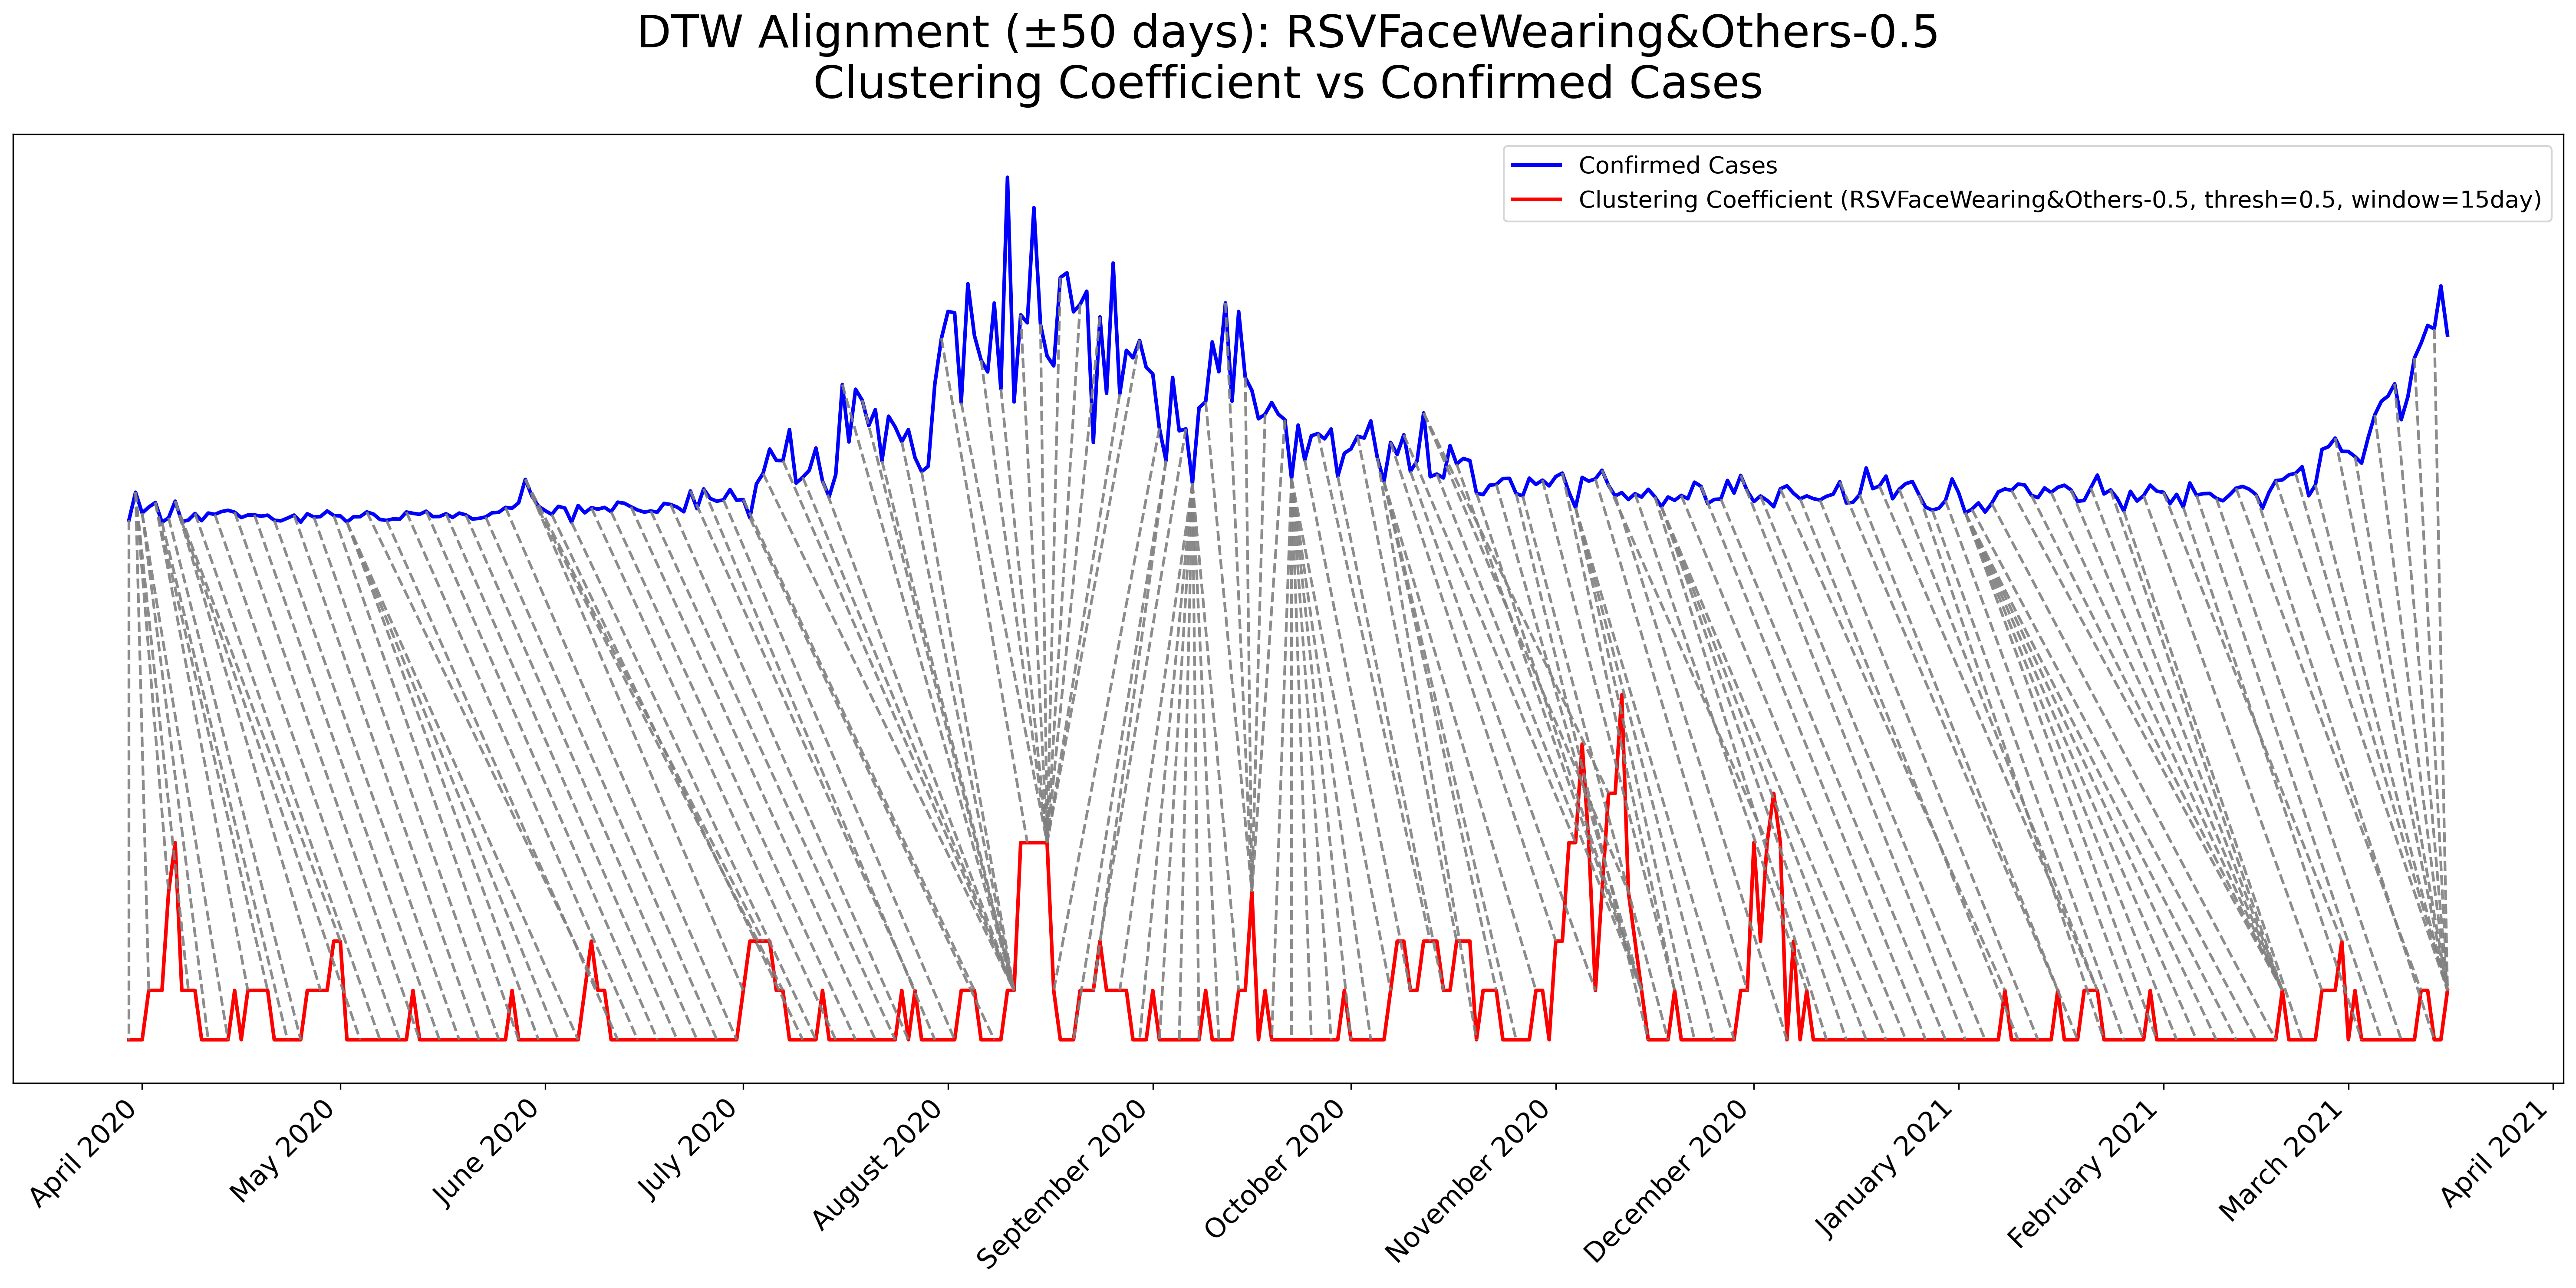 DTW Alignment (±50 days): RSVFaceWearing&Others-0.5
Clustering Coefficient vs Confirmed Cases
Confirmed Cases
Clustering Coefficient (RSVFaceWearing&Others-0.5, thresh=0.5, window=15day)
April 2020
May 2020
June 2020
July 2020
August 2020
September 2020
October 2020
November 2020
December 2020
January 2021
February 2021
March 2021
April 2021